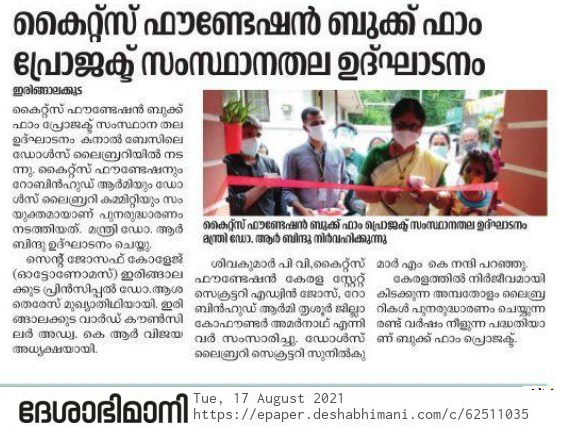 കൈറ്റ്സ് ഫൗണ്ടേഷൻ ബുക്ക് ഫാം
പ്രോജക്ട് സംസ്ഥാനതല ഉദ്ഘാടനം
ഇരിങ്ങാലക്കുട
കൈറ്റ്സ് ഫൗണ്ടേഷൻ ബുക്ക്
ഫാം പ്രോജക്ട് സംസ്ഥാന തല
ഉദ്ഘാടനം കനാൽ ബേസിലെ
ഡോൾസ് ലൈബ്രറിയിൽ നട
ന്നു. കൈറ്റ്സ് ഫൗണ്ടേഷനും
റോബിൻഹുഡ് ആർമിയും ഡോ
ൾസ് ലൈബ്രറി കമ്മിറ്റിയും സം
യുക്തമായാണ് പുനരുദ്ധാരണം
നടത്തിയത്. മന്ത്രി ഡോ. ആർ
ബിന്ദു ഉദ്ഘാടനം ചെയ്തു.
സെന്റ് ജോസഫ് കോളേജ്
(ഓട്ടോണോമസ്) ഇരിങ്ങാല
ക്കുട പ്രിൻസിപ്പൽ ഡോ.ആശ
തെരേസ് മുഖ്യാതിഥിയായി. ഇരി
ങ്ങാലക്കുട വാർഡ് കൗൺസി
ലർ അഡ്വ. കെ ആർ വിജയ
അധ്യക്ഷയായി.
കൈറ്റ്സ് ഫൗണ്ടേഷൻ ബുക്ക് ഫാം പ്രോജക്ട് സംസ്ഥാനതല ഉദ്ഘാടനം
മന്ത്രി ഡോ. ആർ ബിന്ദു നിർവഹിക്കുന്നു
ശിവകുമാർ പി വി,കൈറ്റ്സ്
ഫൗണ്ടേഷൻ കേരള സ്റ്റേറ്റ്
സെക്രട്ടറി എഡ്വിൻ ജോസ്, റോ
ബിൻഹുഡ് ആർമി തൃശൂർ ജില്ലാ
കോഫൗണ്ടർ അമർനാഥ് എന്നി
വർ സംസാരിച്ചു. ഡോൾസ്
ലൈബ്രറി സെക്രട്ടറി സുനിൽകു
മാർ എം കെ നന്ദി പറഞ്ഞു.
കേരളത്തിൽ നിർജീവമായി
കിടക്കുന്ന അമ്പതോളം ലൈബ്ര
റികൾ പുനരുദ്ധാരണം ചെയ്യുന്ന
രണ്ട് വർഷം നീളുന്ന പദ്ധതിയാ
ണ് ബുക്ക് ഫാം പ്രോജക്ട്.
ദേശാഭിമാനി
Tue, 17 August 2021
https://epaper.deshabhimani.com/c/62511035